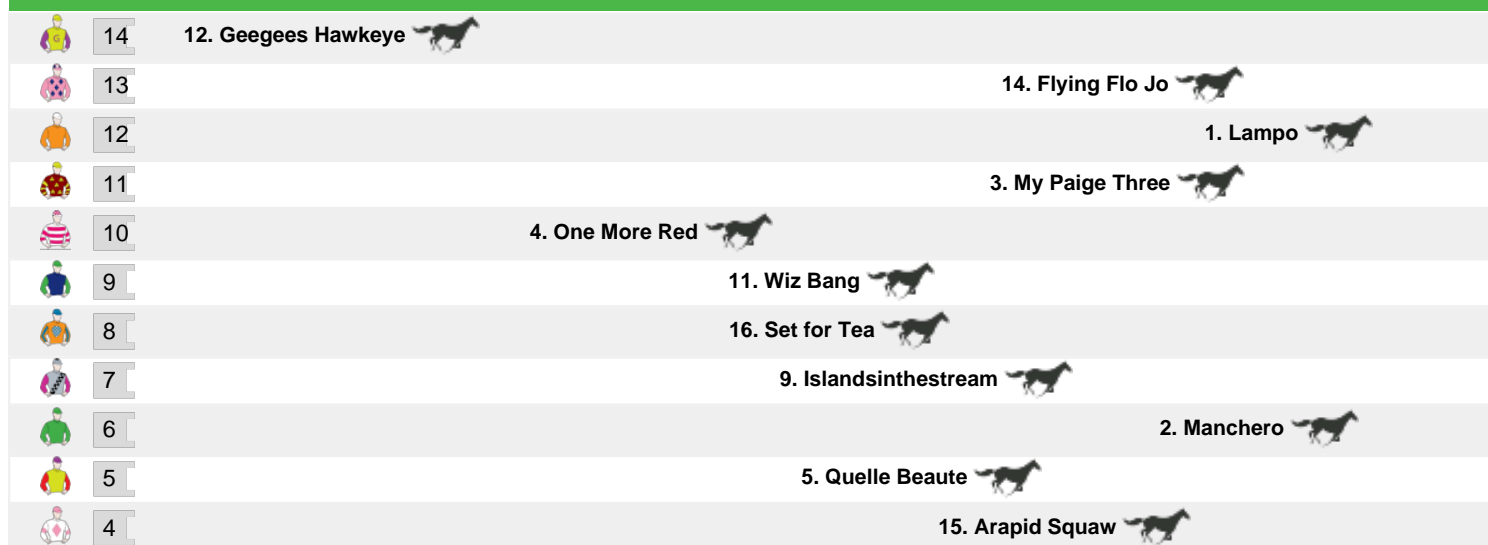 14 12. Geegees Hawkeye
13 14. Flying Flo Jo
12 1. Lampo
11 3. My Paige Three
10 4. One More Red
9 11. Wiz Bang
8 16. Set for Tea
7 9. Islandsinthestream
6 2. Manchero
5 5. Quelle Beaute
4 15. Arapid Squaw